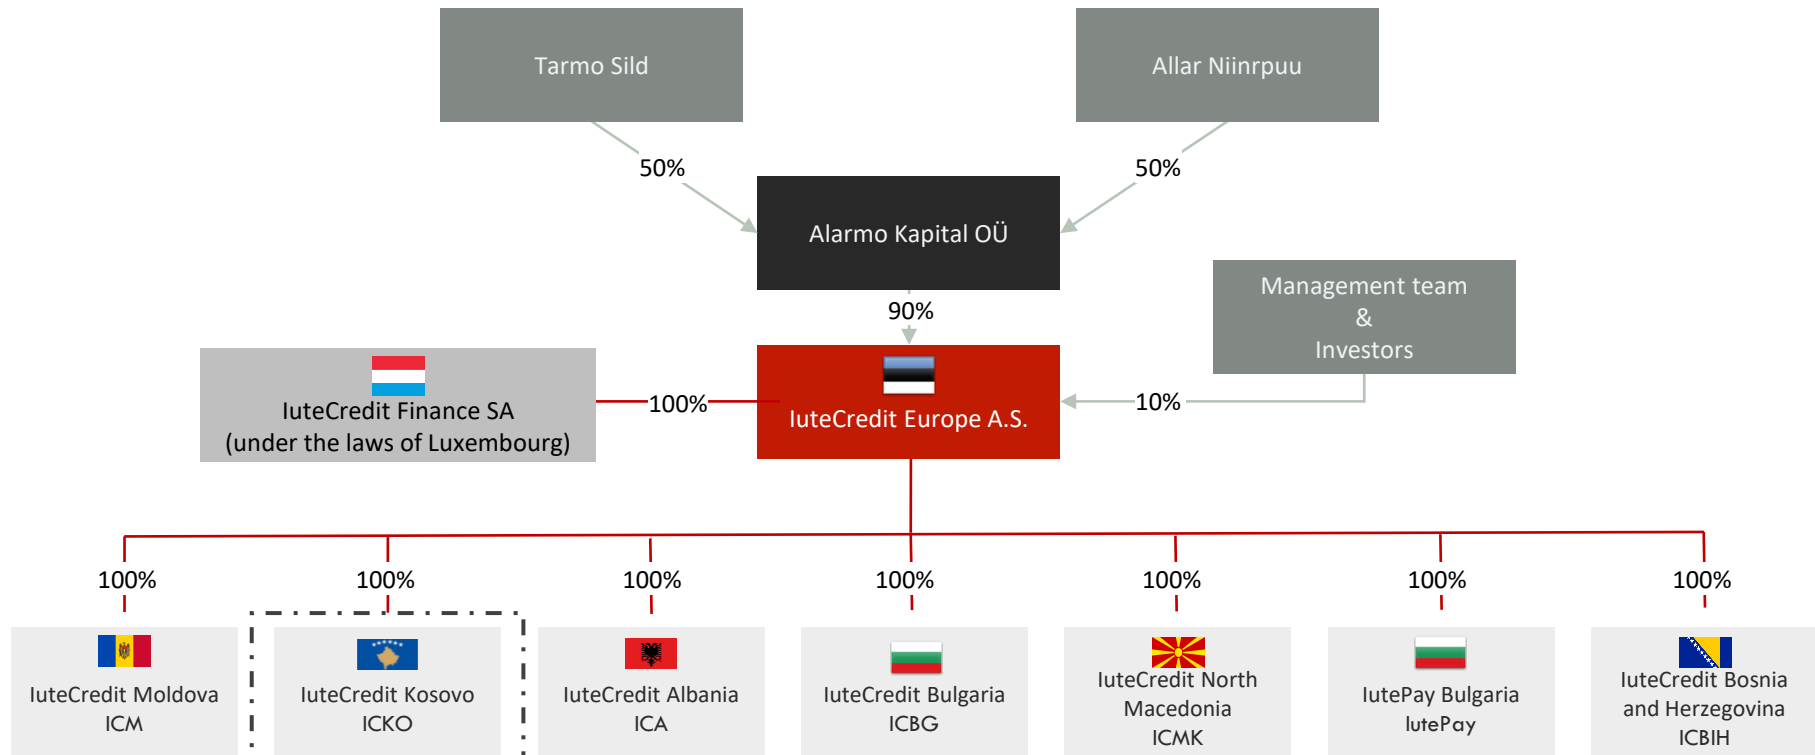 Tarmo Sild
Allar Niinrpuu
50%
50%
Alarmo Kapital OÜ
90%
Management team
&
Investors
IuteCredit Finance SA
(under the laws of Luxembourg)
100%
IuteCredit Europe A.S.
10%
100%
100%
100%
100%
100%
100%
100%
IuteCredit Moldova
ICM
IuteCredit Kosovo
ICKO
IuteCredit Albania
ICA
IuteCredit Bulgaria
ICBG
IuteCredit North
Macedonia
ICMK
IutePay Bulgaria
IutePay
IuteCredit Bosnia
and Herzegovina
ICBIH